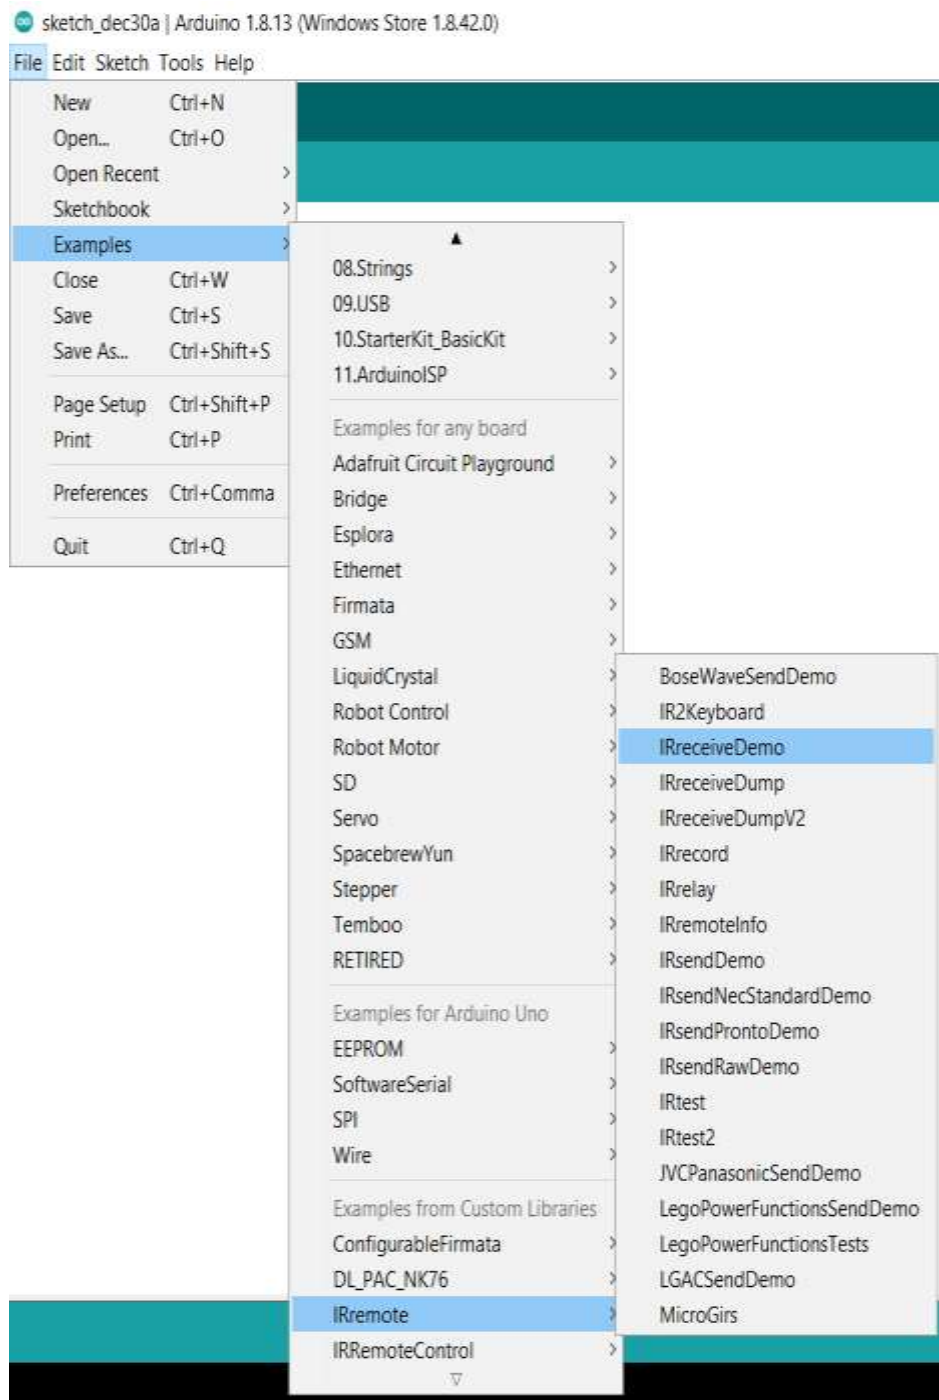 sketch_dec30a | Arduino 1.8.13 (Windows Store 1.8.42.0)
File Edit Sketch Tools Help
New Ctrl+N
Open... Ctrl+O
Open Recent
Sketchbook
Examples
Close Ctrl+W
Save Ctrl+S
Save As... Ctrl+Shift+S
Page Setup Ctrl+Shift+P
Print Ctrl+P
Preferences Ctrl+Comma
Quit Ctrl+Q
08.Strings
09.USB
10.StarterKit_BasicKit
11.ArduinoISP
Examples for any board
Adafruit Circuit Playground
Bridge
Esplora
Ethernet
Firmata
GSM
LiquidCrystal
Robot Control
Robot Motor
SD
Servo
SpacebrewYun
Stepper
Temboo
RETIRED
Examples for Arduino Uno
EEPROM
SoftwareSerial
SPI
Wire
Examples from Custom Libraries
ConfigurableFirmata
DL_PAC_NK76
IRremote
IRRemoteControl
BoseWaveSendDemo
IR2Keyboard
IRreceiveDemo
IRreceiveDump
IRreceiveDumpV2
IRrecord
IRrelay
IRremoteInfo
IRsendDemo
IRsendNecStandardDemo
IRsendProntoDemo
IRsendRawDemo
IRtest
IRtest2
JVCPanasonicSendDemo
LegoPowerFunctionsSendDemo
LegoPowerFunctionsTests
LGACSendDemo
MicroGirs